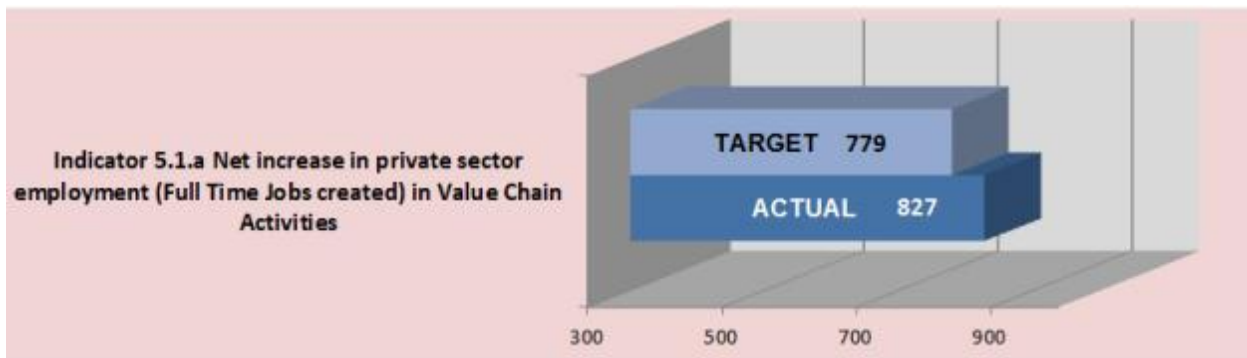 Indicator 5.1.a Net increase in private sector
employment (Full Time Jobs created) in Value Chain
Activities
TARGET 779
ACTUAL 827
300 500 700 900